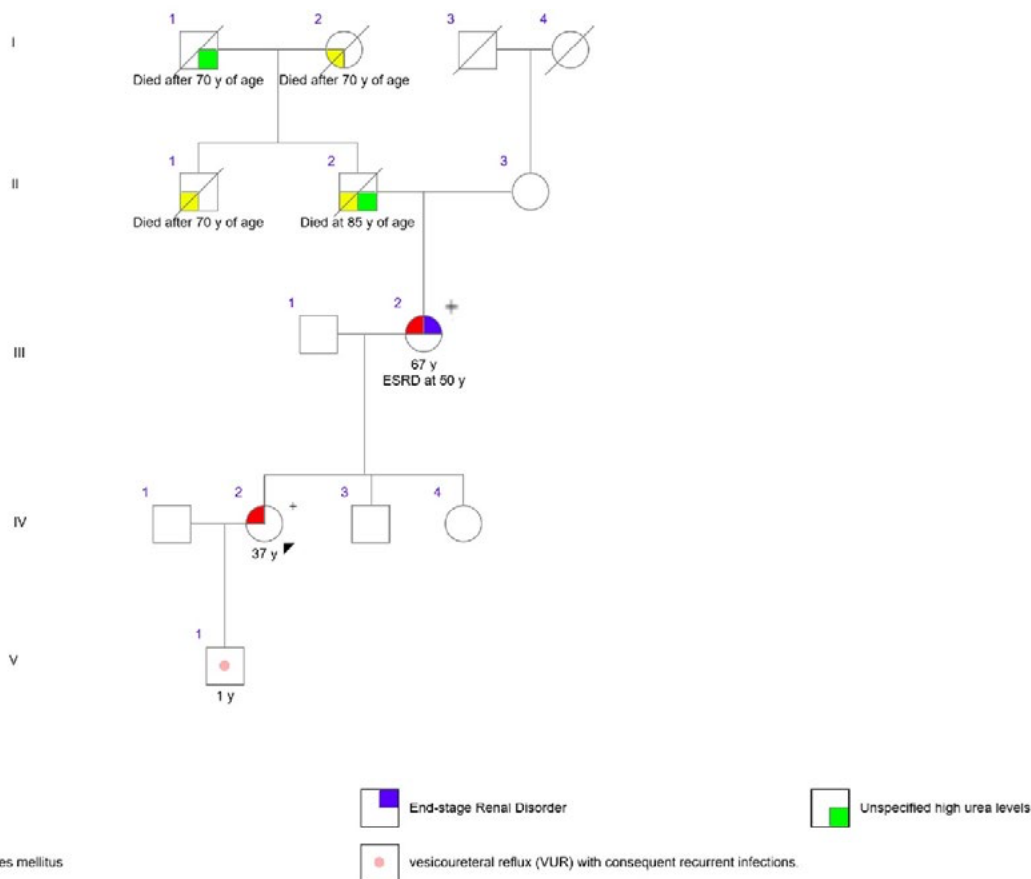 1 2 3 4
I
Died after 70 y of age Died after 70 y of age
1 2 3
II
Died after 70 y of age Died at 85 y of age
1 2 +
III
67 y
ESRD at 50 y
1 2 + 3 4
IV
37 y
1
V
1 y
End-stage Renal Disorder Unspecified high urea levels
es mellitus vesicoureteral reflux (VUR) with consequent recurrent infections.